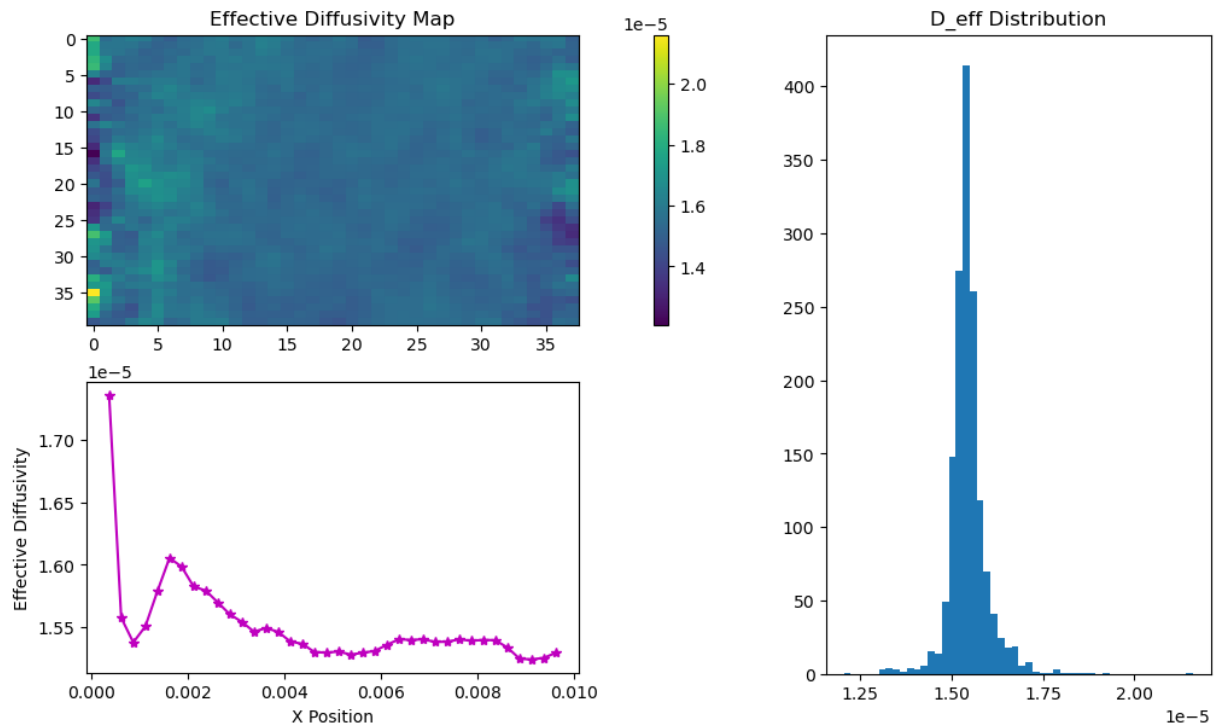 Effective Diffusivity Map
1e−5
0
5
10
15
20
25
30
35
0 5 10 15 20 25 30 35
2.0
1.8
1.6
1.4
1e−5
Effective Diffusivity
1.70
1.65
1.60
1.55
0.000 0.002 0.004 0.006 0.008 0.010
X Position
D_eff Distribution
400
350
300
250
200
150
100
50
0
1.25 1.50 1.75 2.00
1e−5